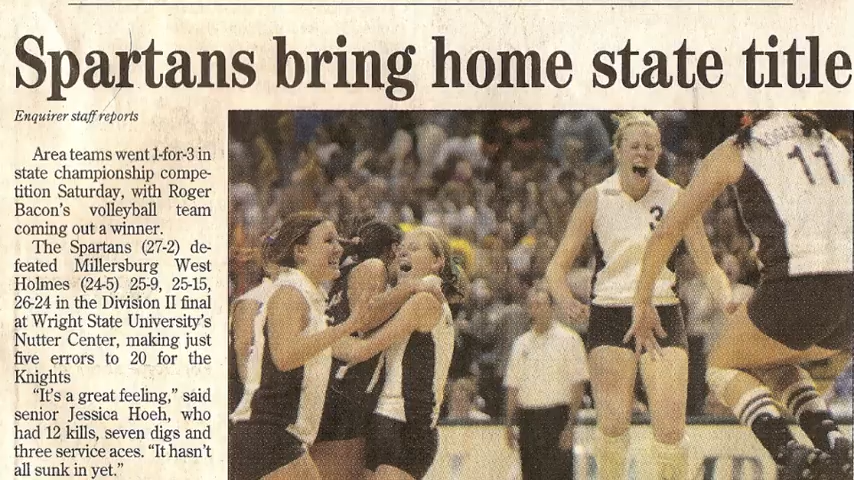 Spartans bring home state title
Enquirer staff reports
Area teams went 1-for-3 in
state championship compe-
tition Saturday, with Roger
Bacon's volleyball team
coming out a winner.
The Spartans (27-2) de-
feated Millersburg West
Holmes (24-5) 25-9, 25-15,
26-24 in the Division II final
at Wright State University's
Nutter Center, making just
five errors to 20 for the
Knights
"It's a great feeling," said
senior Jessica Hoeh, who
had 12 kills, seven digs and
three service aces. "It hasn't
all sunk in yet."
3
11